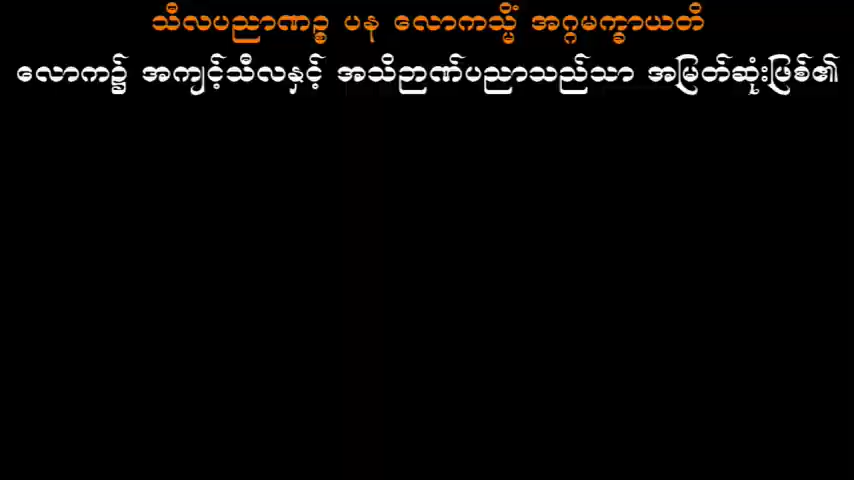 သီလပညာဏဉ္စ ပန လောကသ္မိံ အဂ္ဂမက္ခာယတိ
လောက၌ အကျင့်သီလနှင့် အသိဉာဏ်ပညာသည်သာ အမြတ်ဆုံးဖြစ်၏